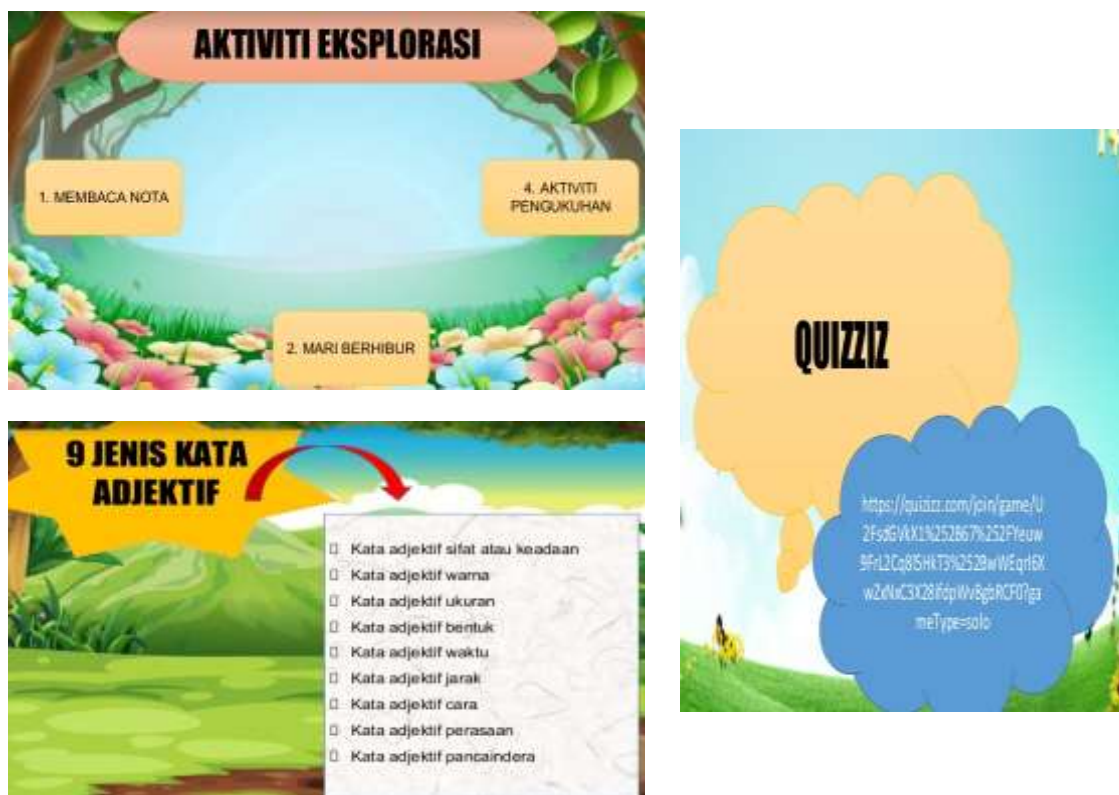 AKTIVITI EKSPLORASI
1. MEMBACA NOTA
4. AKTIVITI
PENGUKUHAN
2. MARI BERHIBUR
9 JENIS KATA
ADJEKTIF
Kata adjektif sifat atau keadaan
Kata adjektif warna
Kata adjektif ukuran
Kata adjektif bentuk
Kata adjektif waktu
Kata adjektif jarak
Kata adjektif cara
Kata adjektif perasaan
Kata adjektif pancaindera
QUIZZIZ
https://quizizz.com/join/game/U
meType=solo